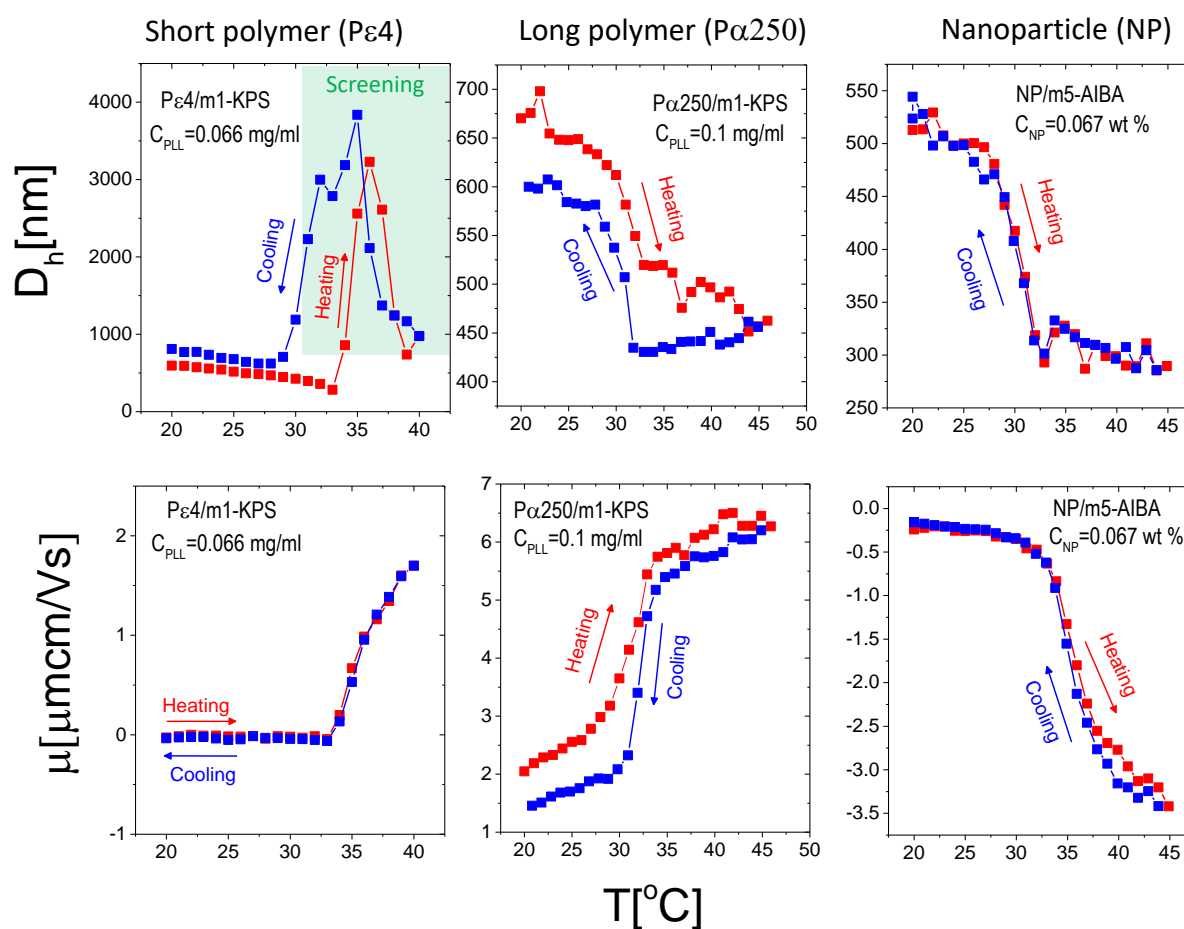 Short polymer (Pε4)
Long polymer (Pα250)
Nanoparticle (NP)
D_h[nm]
4000
3000
2000
1000
0
20 25 30 35 40
Screening
Pε4/m1-KPS
C_PLL=0.066 mg/ml
Cooling
Heating
700
650
600
550
500
450
400
20 25 30 35 40 45 50
Pα250/m1-KPS
C_PLL=0.1 mg/ml
Heating
Cooling
550
500
450
400
350
300
250
20 25 30 35 40 45
NP/m5-AIBA
C_NP=0.067 wt %
Heating
Cooling
μ[μmcm/Vs]
2
1
0
-1
20 25 30 35 40
Pε4/m1-KPS
C_PLL=0.066 mg/ml
Heating
Cooling
7
6
5
4
3
2
1
20 25 30 35 40 45 50
Pα250/m1-KPS
C_PLL=0.1 mg/ml
Heating
Cooling
0.0
-0.5
-1.0
-1.5
-2.0
-2.5
-3.0
-3.5
20 25 30 35 40 45
NP/m5-AIBA
C_NP=0.067 wt %
Heating
Cooling
T[°C]